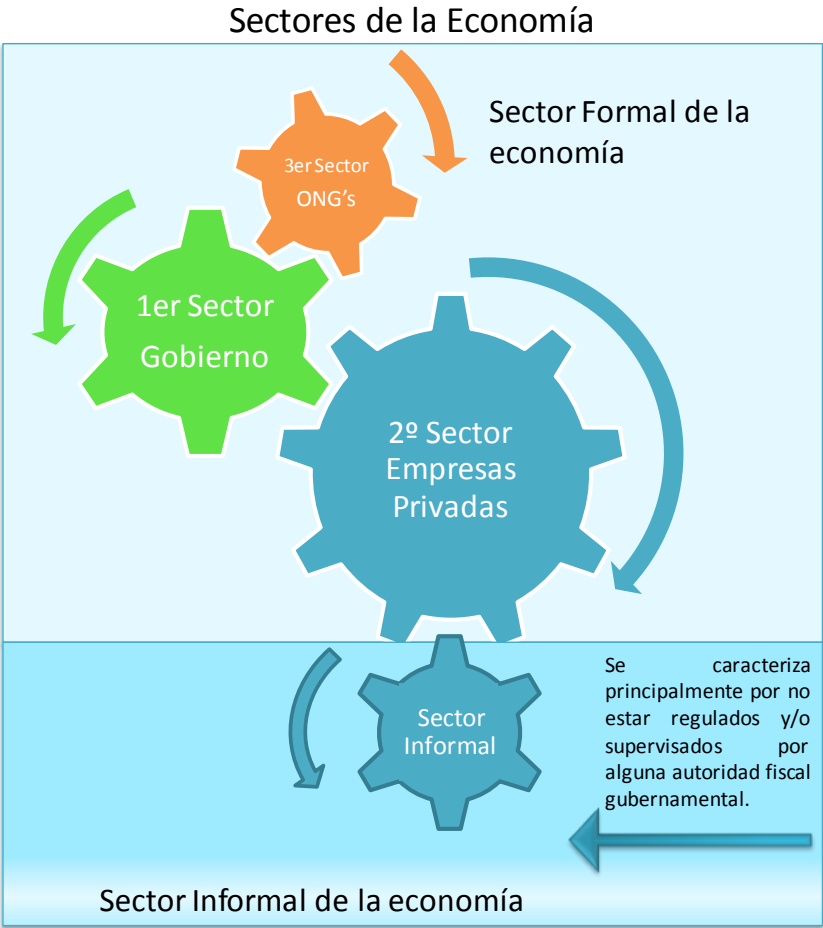 Sectores de la Economía
Sector Formal de la
economía
3er Sector
ONG's
1er Sector
Gobierno
2º Sector
Empresas
Privadas
Sector
Informal
Se caracteriza
principalmente por no
estar regulados y/o
supervisados por
alguna autoridad fiscal
gubernamental.
Sector Informal de la economía